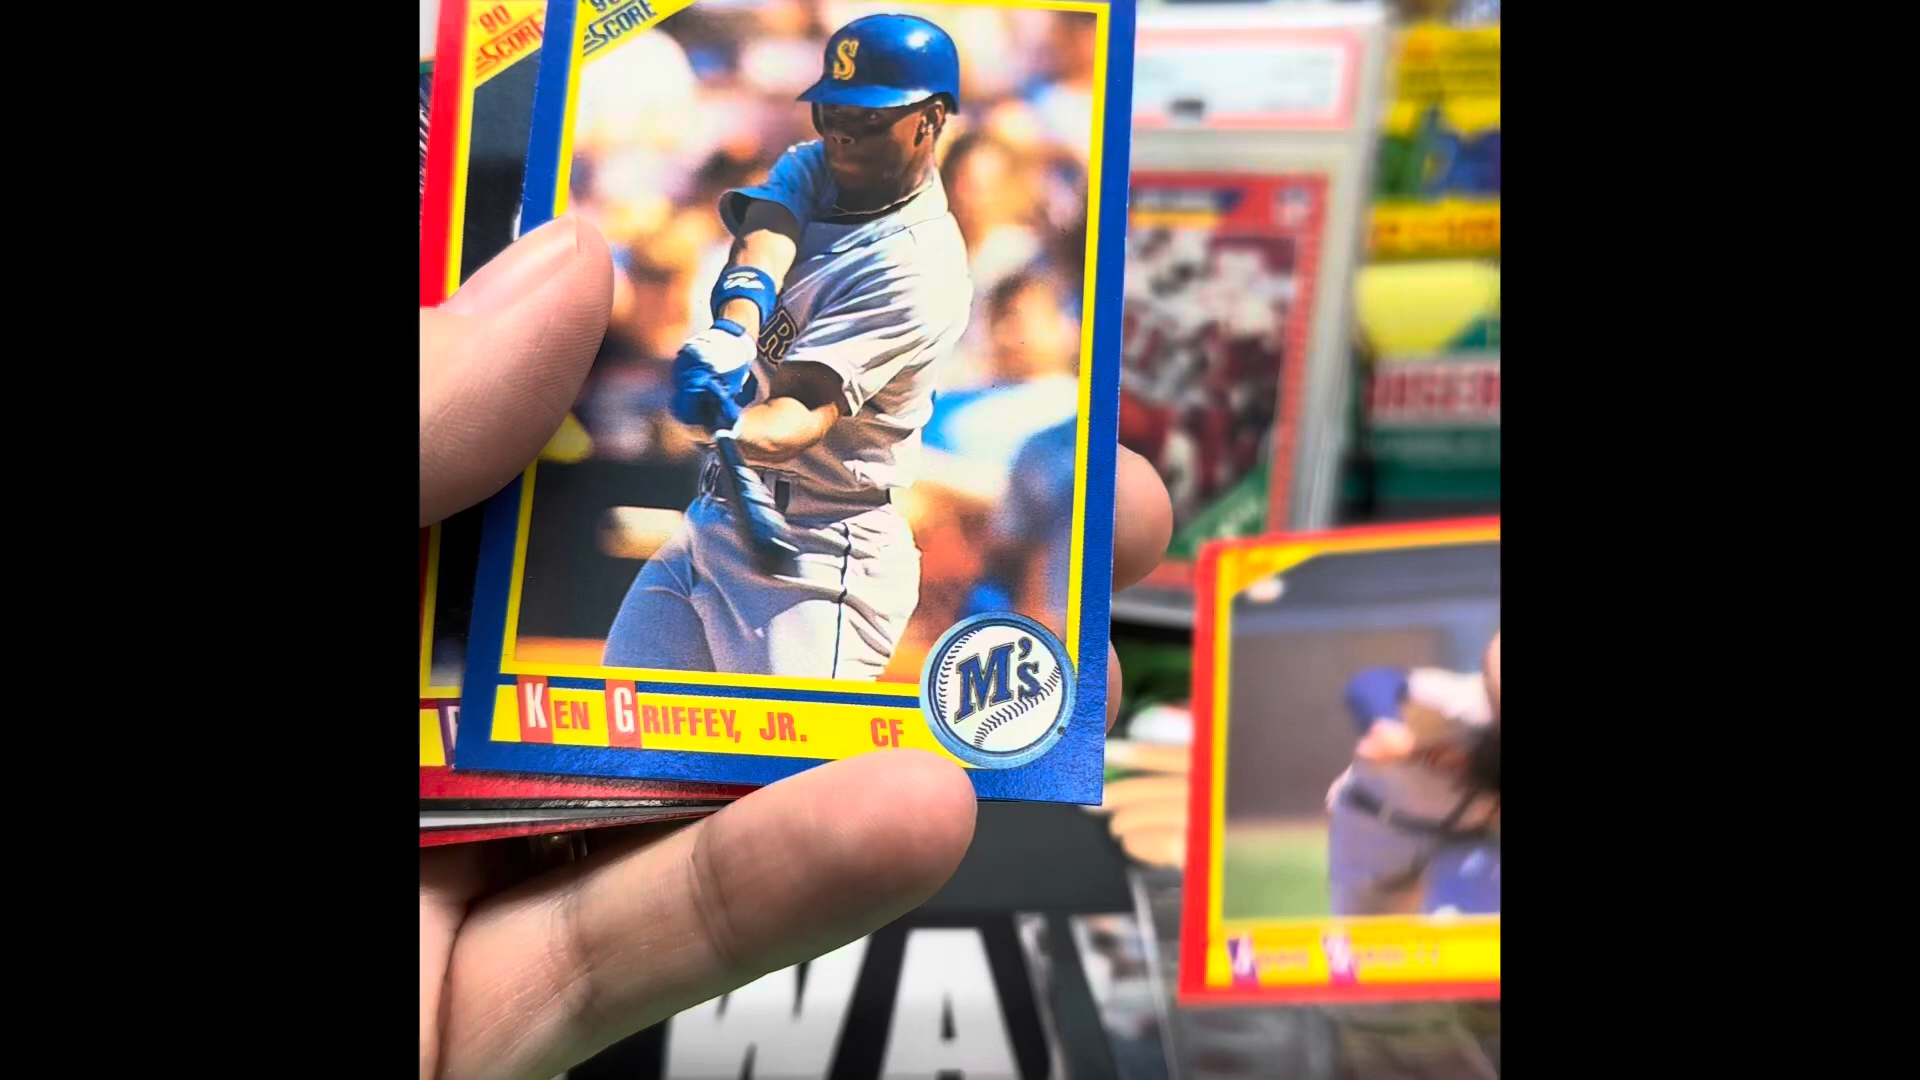 '90
SCORE
'90
SCORE
S
R
KEN GRIFFEY, JR. CF
M's
WA